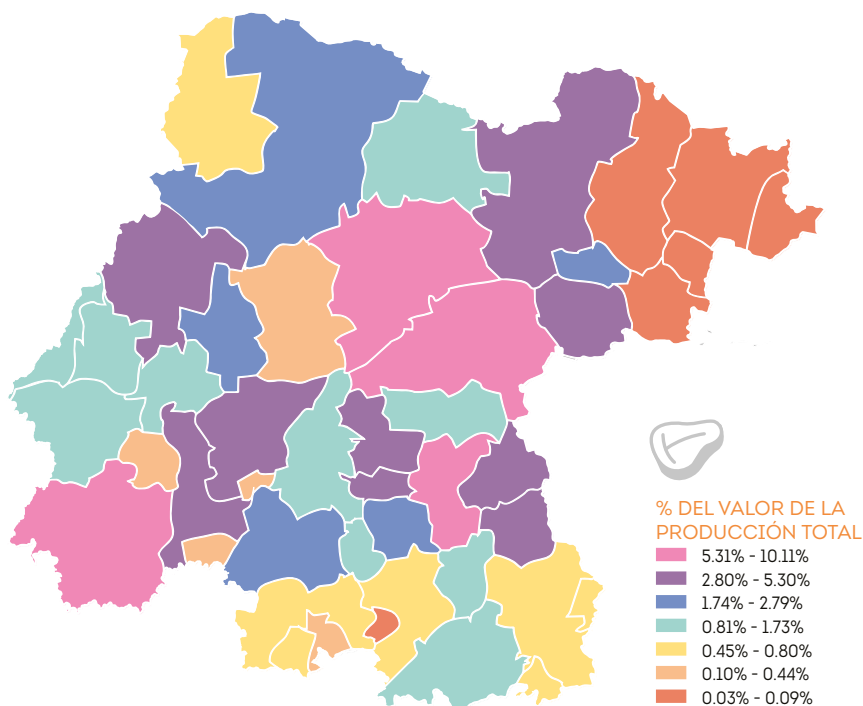 % DEL VALOR DE LA
PRODUCCIÓN TOTAL
5.31% - 10.11%
2.80% - 5.30%
1.74% - 2.79%
0.81% - 1.73%
0.45% - 0.80%
0.10% - 0.44%
0.03% - 0.09%